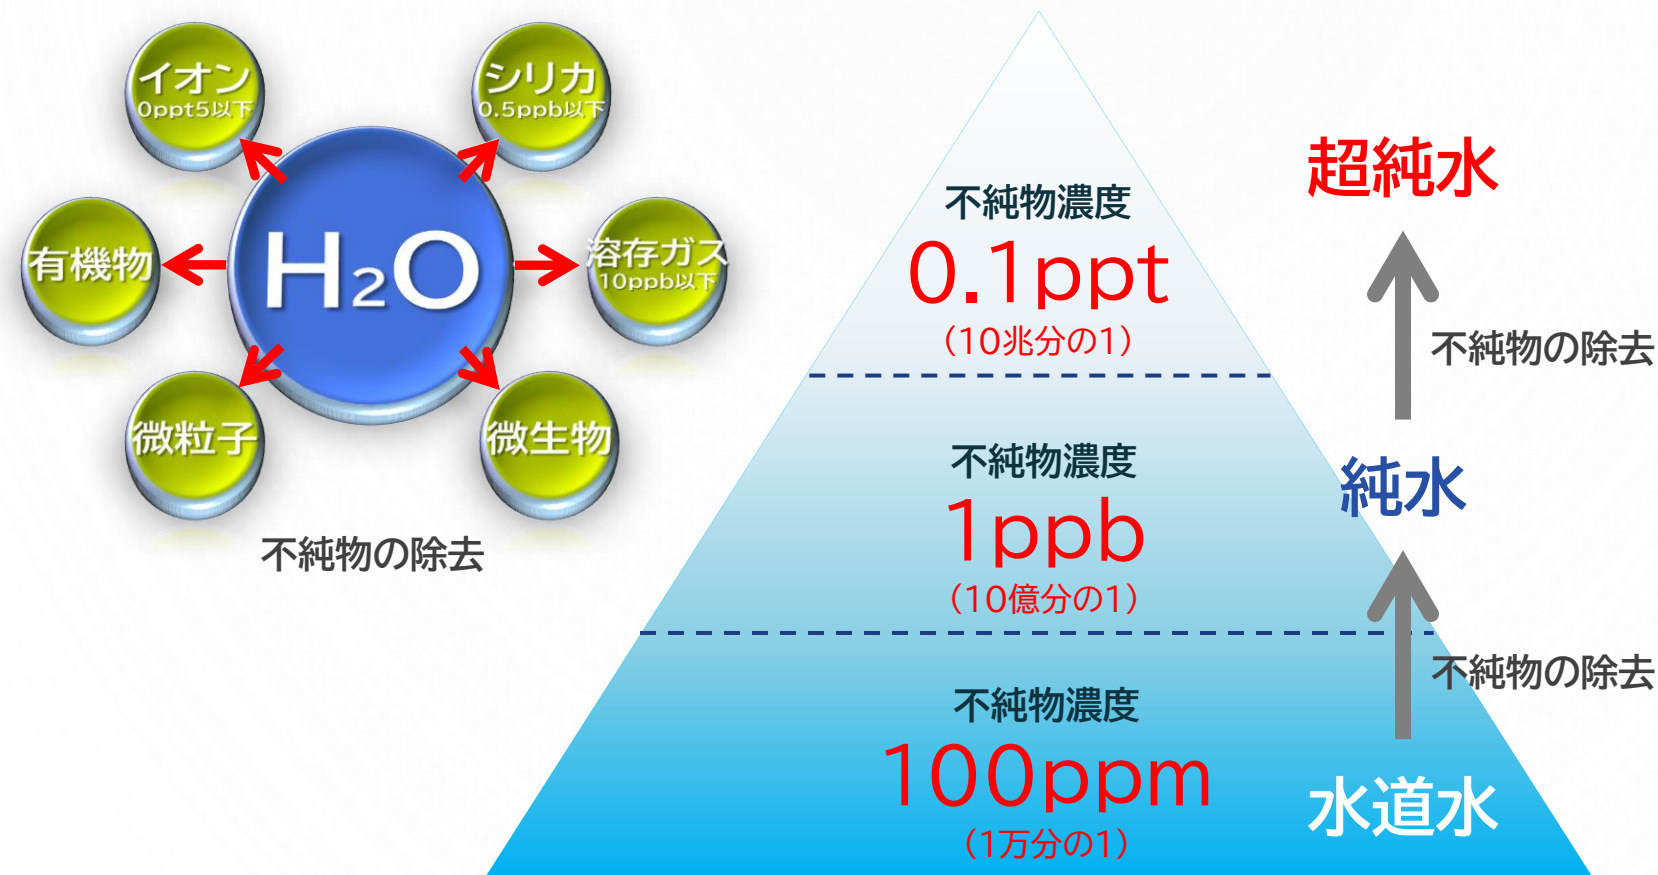 イオン
0ppt5以下
シリカ
0.5ppb以下
有機物
H₂O
溶存ガス
10ppb以下
微粒子
微生物
不純物の除去
不純物濃度
0.1ppt
(10兆分の1)
超純水
不純物の除去
不純物濃度
1ppb
(10億分の1)
純水
不純物の除去
不純物濃度
100ppm
(1万分の1)
水道水